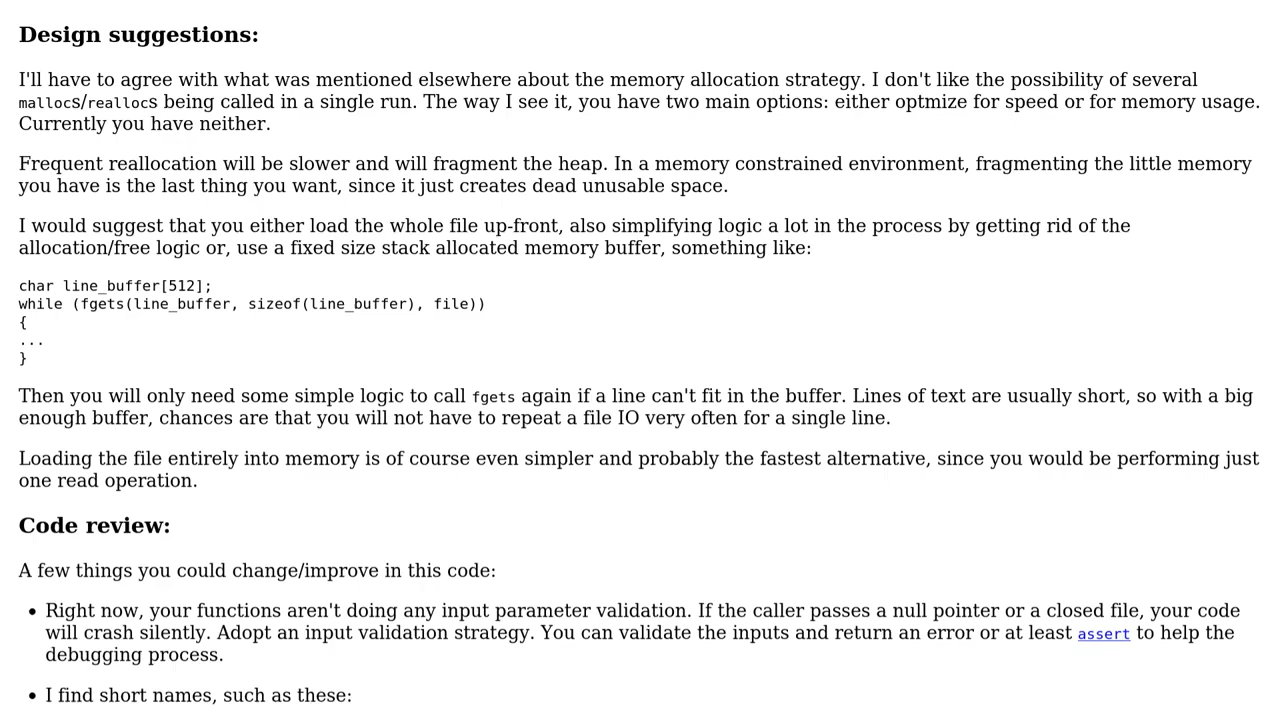 Design suggestions:
I'll have to agree with what was mentioned elsewhere about the memory allocation strategy. I don't like the possibility of several
mallocs/reallocs being called in a single run. The way I see it, you have two main options: either optmize for speed or for memory usage.
Currently you have neither.
Frequent reallocation will be slower and will fragment the heap. In a memory constrained environment, fragmenting the little memory
you have is the last thing you want, since it just creates dead unusable space.
I would suggest that you either load the whole file up-front, also simplifying logic a lot in the process by getting rid of the
allocation/free logic or, use a fixed size stack allocated memory buffer, something like:
char line_buffer[512];
while (fgets(line_buffer, sizeof(line_buffer), file))
{
...
}
Then you will only need some simple logic to call fgets again if a line can't fit in the buffer. Lines of text are usually short, so with a big
enough buffer, chances are that you will not have to repeat a file IO very often for a single line.
Loading the file entirely into memory is of course even simpler and probably the fastest alternative, since you would be performing just
one read operation.
Code review:
A few things you could change/improve in this code:
• Right now, your functions aren't doing any input parameter validation. If the caller passes a null pointer or a closed file, your code
will crash silently. Adopt an input validation strategy. You can validate the inputs and return an error or at least assert to help the
debugging process.
• I find short names, such as these: